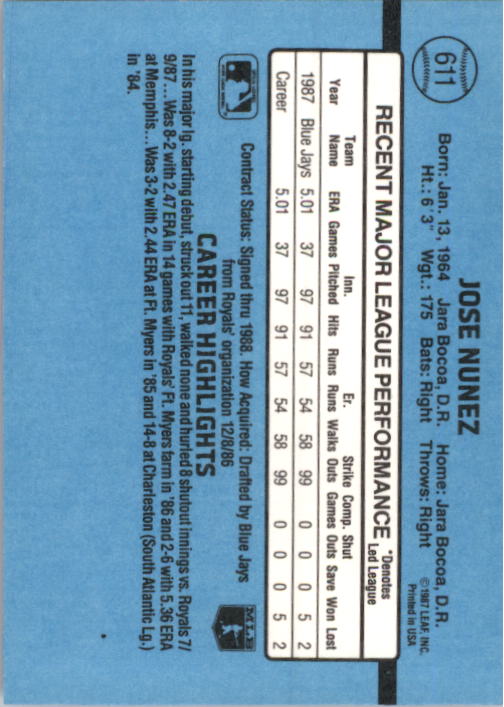 611
JOSE NUNEZ
Born: Jan. 13, 1964 Jara Bocoa, D.R. Home: Jara Bocoa, D.R.
Ht.: 6' 3" Wgt.: 175 Bats: Right Throws: Right
©1987 LEAF, INC.
Printed in USA
RECENT MAJOR LEAGUE PERFORMANCE *Denotes
Led League
Team Inn. Er. Strike Comp. Shut
Year Name ERA Games Pitched Hits Runs Runs Walks Outs Games Outs Save Won Lost
1987 Blue Jays 5.01 37 97 91 57 54 58 99 0 0 0 5 2
Career 5.01 37 97 91 57 54 58 99 0 0 0 5 2
Contract Status: Signed thru 1988. How Acquired: Drafted by Blue Jays
from Royals' organization 12/8/86
MLB
CAREER HIGHLIGHTS
In his major lg. starting debut, struck out 11, walked none and hurled 8 shutout innings vs. Royals 7/
9/87... Was 8-2 with 2.47 ERA in 14 games with Royals' Ft. Myers farm in '86 and 2-6 with 5.36 ERA
at Memphis... Was 3-2 with 2.44 ERA at Ft. Myers in '85 and 14-8 at Charleston (South Atlantic Lg.)
in '84.